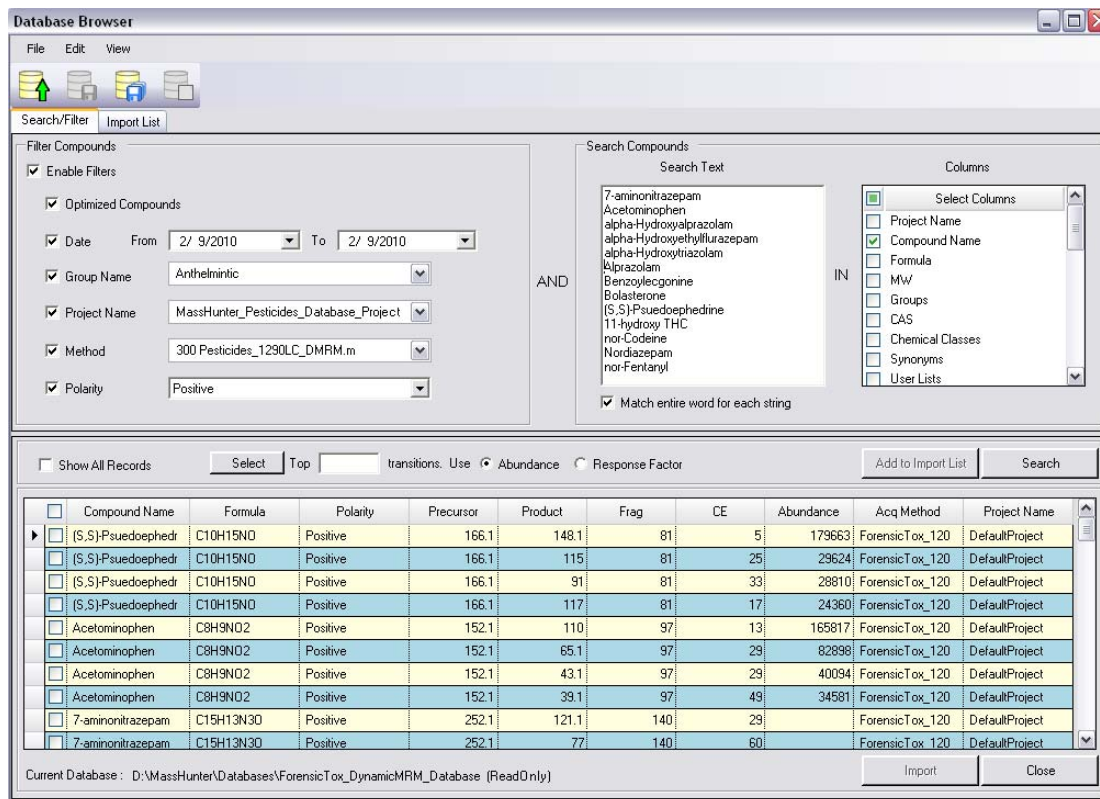 Database Browser
File Edit View
Search/Filter Import List
Filter Compounds
Enable Filters
Optimized Compounds
Date From 2/ 9/2010 To 2/ 9/2010
Group Name Anthelmintic
Project Name MassHunter_Pesticides_Database_Project
Method 300 Pesticides_1290LC_DMRM.m
Polarity Positive
AND
Search Compounds
Search Text
7-aminonitrazepam
Acetominophen
alpha-Hydroxyalprazolam
alpha-Hydroxyethylflurazepam
alpha-Hydroxytriazolam
Alprazolam
Benzoylecgonine
Bolasterone
(S,S)-Psuedoephedrine
11-hydroxy THC
nor-Codeine
Nordiazepam
nor-Fentanyl
Match entire word for each string
IN
Columns
Select Columns
Project Name
Compound Name
Formula
MW
Groups
CAS
Chemical Classes
Synonyms
User Lists
Show All Records Select Top transitions. Use Abundance Response Factor Add to Import List Search
Compound Name Formula Polarity Precursor Product Frag CE Abundance Acq Method Project Name
(S,S)-Psuedoephedr C10H15NO Positive 166.1 148.1 81 5 179663 ForensicTox_120 DefaultProject
(S,S)-Psuedoephedr C10H15NO Positive 166.1 115 81 25 29624 ForensicTox_120 DefaultProject
(S,S)-Psuedoephedr C10H15NO Positive 166.1 91 81 33 28810 ForensicTox_120 DefaultProject
(S,S)-Psuedoephedr C10H15NO Positive 166.1 117 81 17 24360 ForensicTox_120 DefaultProject
Acetominophen C8H9NO2 Positive 152.1 110 97 13 165817 ForensicTox_120 DefaultProject
Acetominophen C8H9NO2 Positive 152.1 65.1 97 29 82898 ForensicTox_120 DefaultProject
Acetominophen C8H9NO2 Positive 152.1 43.1 97 29 40094 ForensicTox_120 DefaultProject
Acetominophen C8H9NO2 Positive 152.1 39.1 97 49 34581 ForensicTox_120 DefaultProject
7-aminonitrazepam C15H13N3O Positive 252.1 121.1 140 29 ForensicTox_120 DefaultProject
7-aminonitrazepam C15H13N3O Positive 252.1 77 140 60 ForensicTox_120 DefaultProject
Current Database : D:\MassHunter\Databases\ForensicTox_DynamicMRM_Database (ReadOnly) Import Close